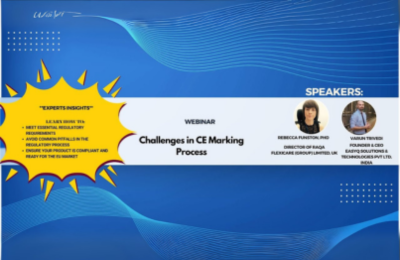 "EXPERTS INSIGHTS"
MEET ESSENTIAL REGULATORY
REQUIREMENTS
AVOID COMMON PITFALLS IN THE
REGULATORY PROCESS
ENSURE YOUR PRODUCT IS COMPLIANT AND
READY FOR THE EU MARKET
WEBINAR
Challenges in CE Marking
Process
SPEAKERS:
REBECCA FUNSTON, PHD
DIRECTOR OF RAQA
FLEXICARE (GROUP) LIMITED, UK
VARUN TRIVEDI
FOUNDER & CEO
EASYQ SOLUTIONS &
TECHNOLOGIES PVT LTD,
INDIA